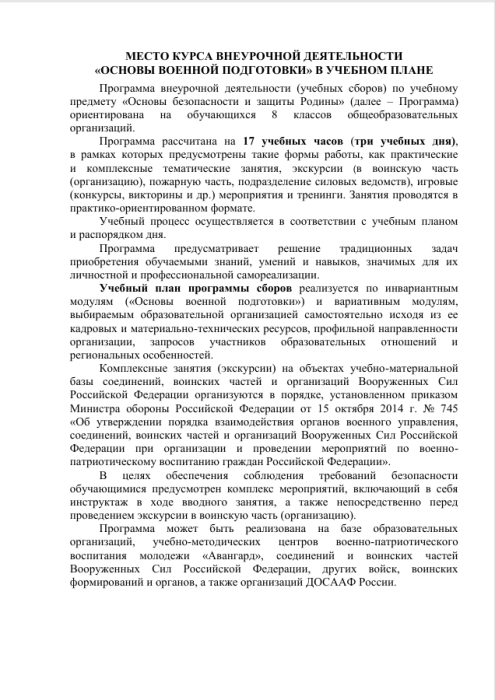 МЕСТО КУРСА ВНЕУРОЧНОЙ ДЕЯТЕЛЬНОСТИ
«ОСНОВЫ ВОЕННОЙ ПОДГОТОВКИ» В УЧЕБНОМ ПЛАНЕ
Программа внеурочной деятельности (учебных сборов) по учебному
предмету «Основы безопасности и защиты Родины» (далее – Программа)
ориентирована на обучающихся 8 классов общеобразовательных
организаций.
Программа рассчитана на 17 учебных часов (три учебных дня),
в рамках которых предусмотрены такие формы работы, как практические
и комплексные тематические занятия, экскурсии (в воинскую часть
(организацию), пожарную часть, подразделение силовых ведомств), игровые
(конкурсы, викторины и др.) мероприятия и тренинги. Занятия проводятся в
практико-ориентированном формате.
Учебный процесс осуществляется в соответствии с учебным планом
и распорядком дня.
Программа предусматривает решение традиционных задач
приобретения обучаемыми знаний, умений и навыков, значимых для их
личностной и профессиональной самореализации.
Учебный план программы сборов реализуется по инвариантным
модулям («Основы военной подготовки») и вариативным модулям,
выбираемым образовательной организацией самостоятельно исходя из ее
кадровых и материально-технических ресурсов, профильной направленности
организации, запросов участников образовательных отношений и
региональных особенностей.
Комплексные занятия (экскурсии) на объектах учебно-материальной
базы соединений, воинских частей и организаций Вооруженных Сил
Российской Федерации организуются в порядке, установленном приказом
Министра обороны Российской Федерации от 15 октября 2014 г. № 745
«Об утверждении порядка взаимодействия органов военного управления,
соединений, воинских частей и организаций Вооруженных Сил Российской
Федерации при организации и проведении мероприятий по военно-
патриотическому воспитанию граждан Российской Федерации».
В целях обеспечения соблюдения требований безопасности
обучающимися предусмотрен комплекс мероприятий, включающий в себя
инструктаж в ходе вводного занятия, а также непосредственно перед
проведением экскурсии в воинскую часть (организацию).
Программа может быть реализована на базе образовательных
организаций, учебно-методических центров военно-патриотического
воспитания молодежи «Авангард», соединений и воинских частей
Вооруженных Сил Российской Федерации, других войск, воинских
формирований и органов, а также организаций ДОСААФ России.